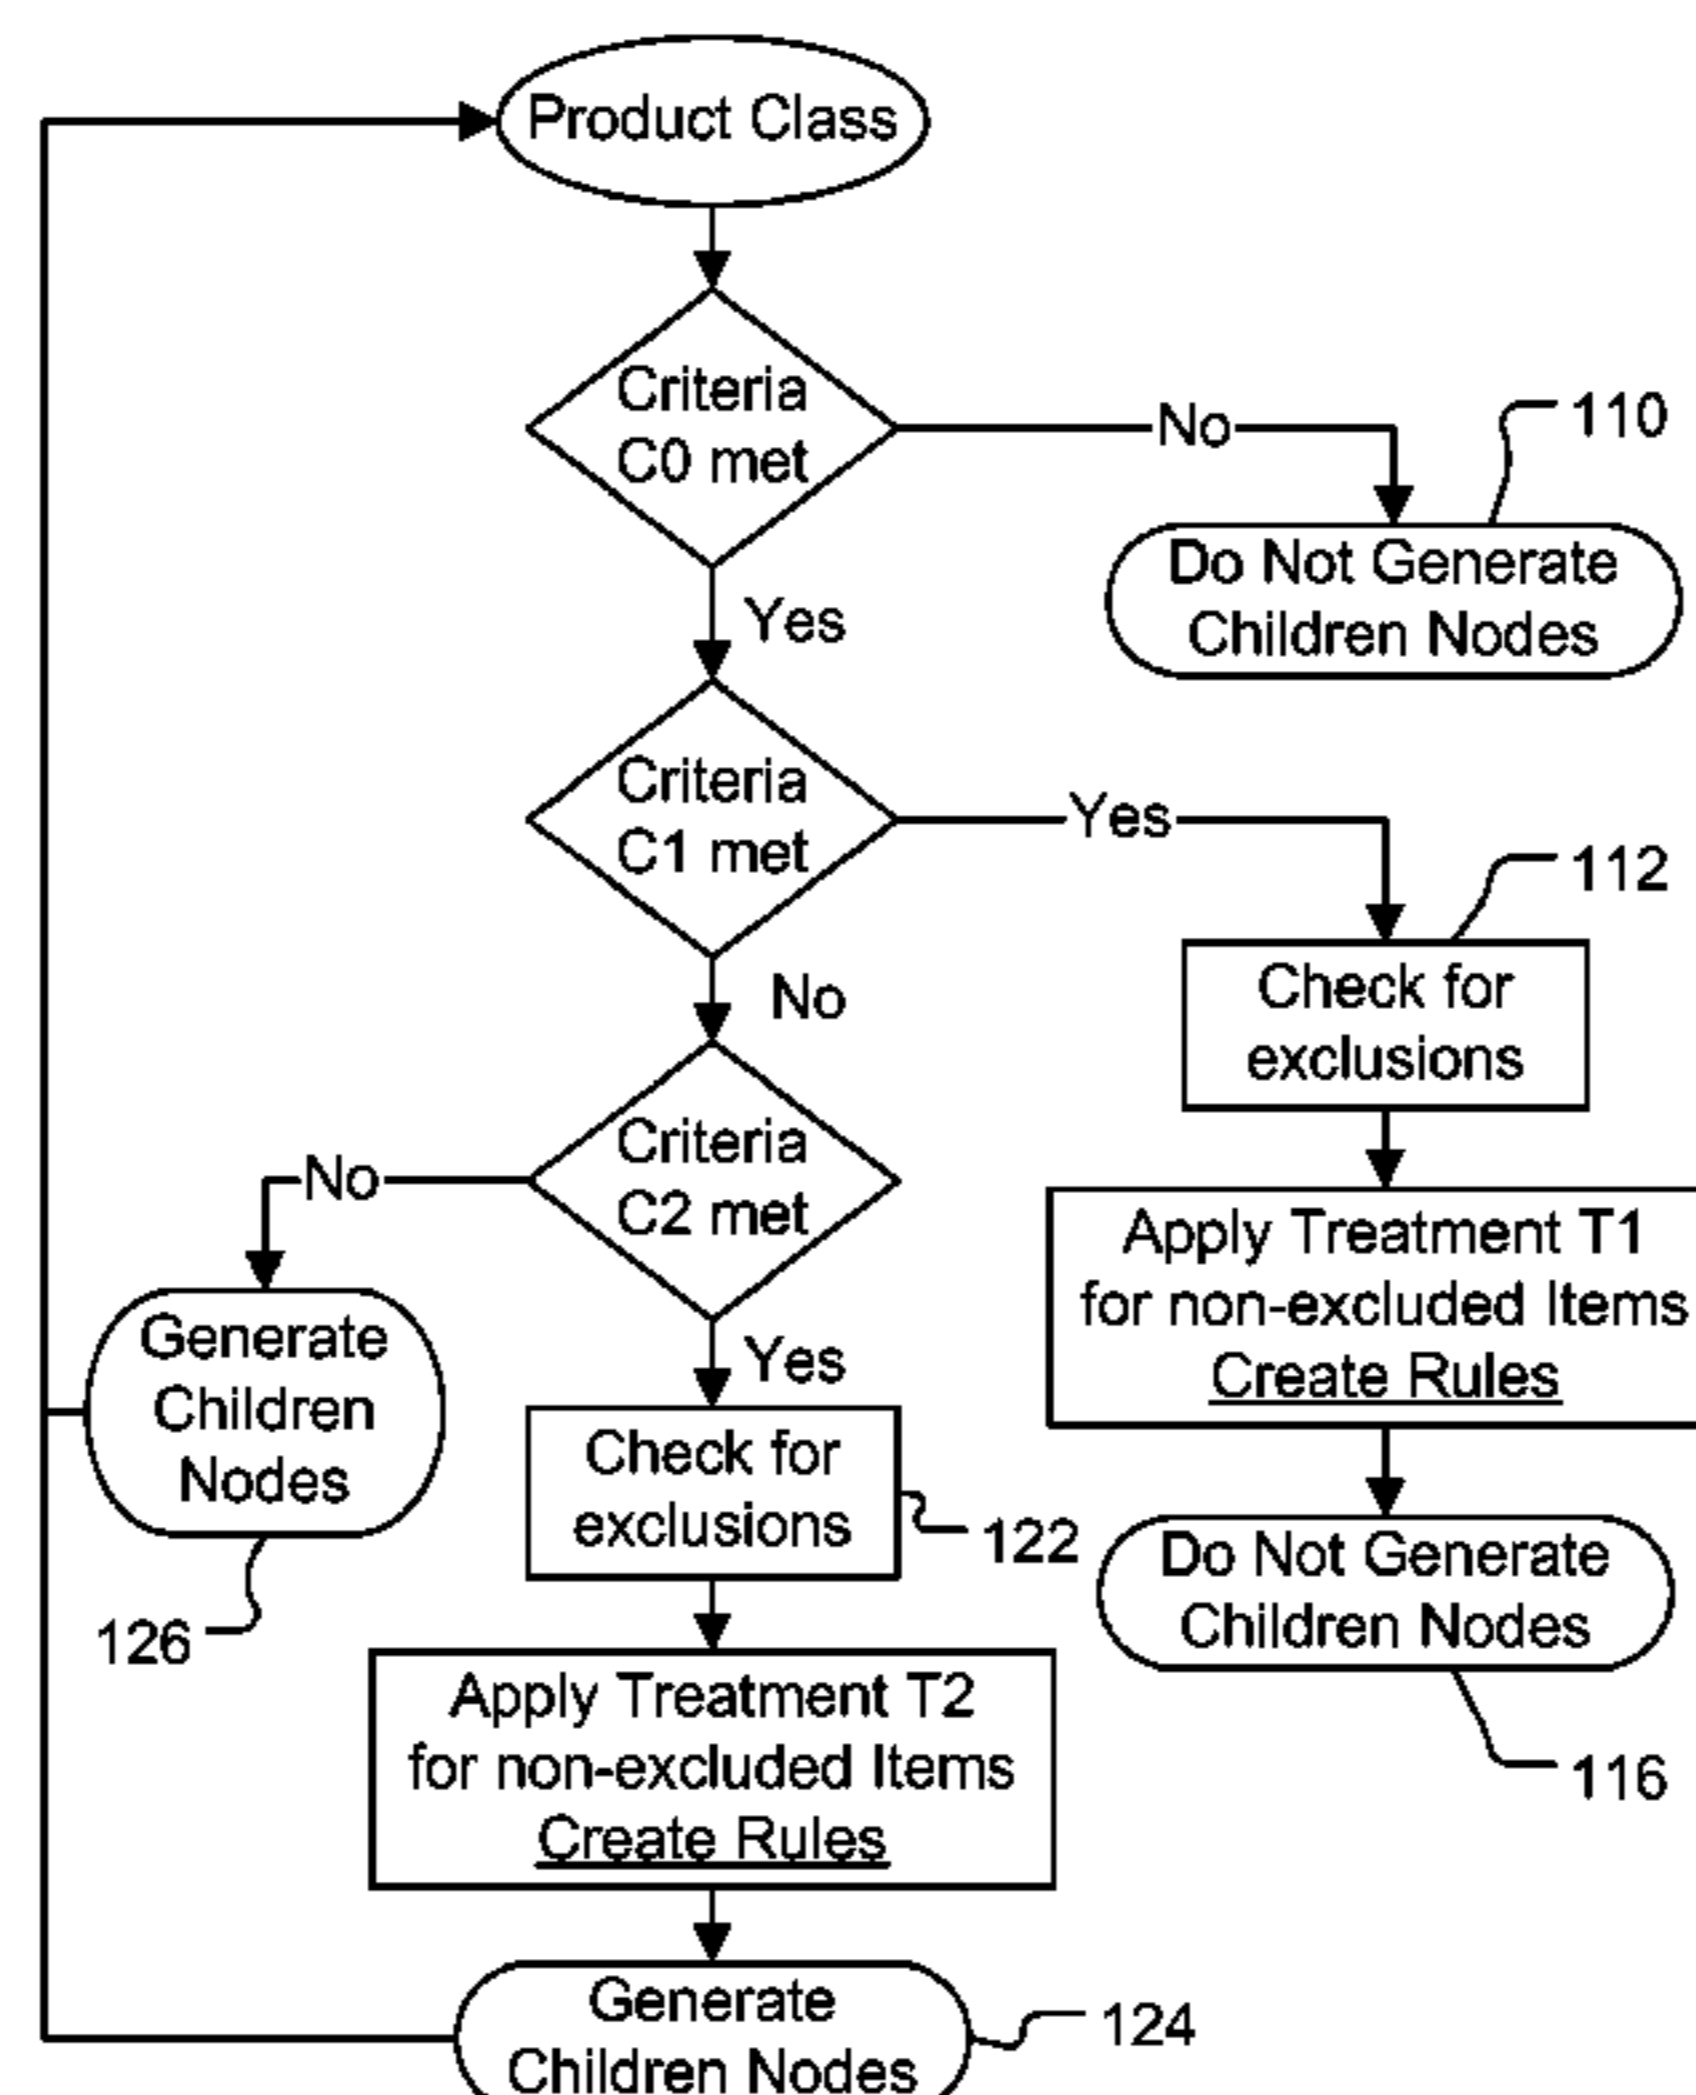 Product Class
Criteria
C0 met
No
110
Do Not Generate
Children Nodes
Yes
Criteria
C1 met
Yes
112
Check for
exclusions
No
Criteria
C2 met
No
Apply Treatment T1
for non-excluded Items
Create Rules
Generate
Children
Nodes
Yes
Check for
exclusions
122
Do Not Generate
Children Nodes
126
116
Apply Treatment T2
for non-excluded Items
Create Rules
Generate
Children Nodes
124